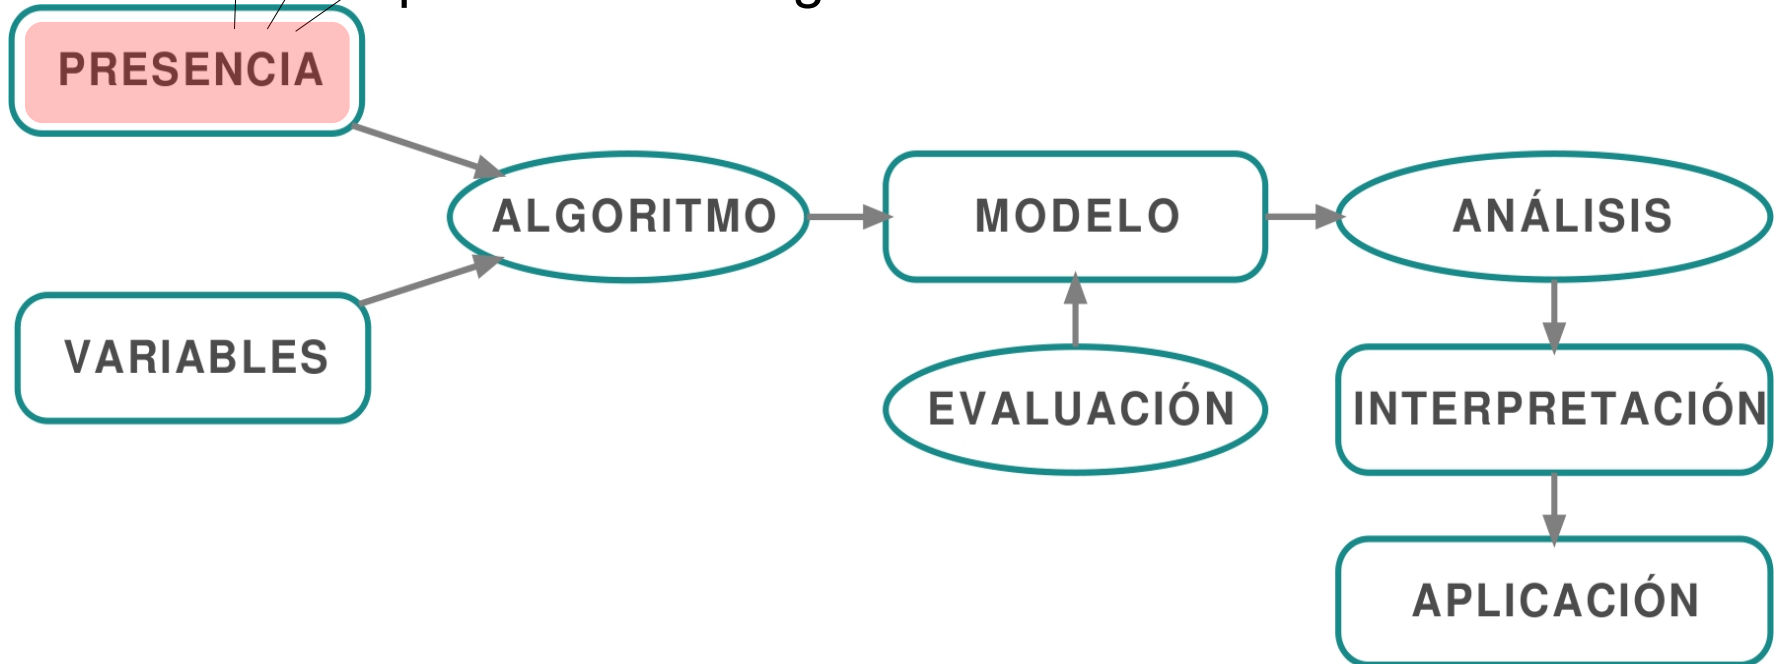 PRESENCIA
ALGORITMO
MODELO
ANÁLISIS
VARIABLES
EVALUACIÓN
INTERPRETACIÓN
APLICACIÓN